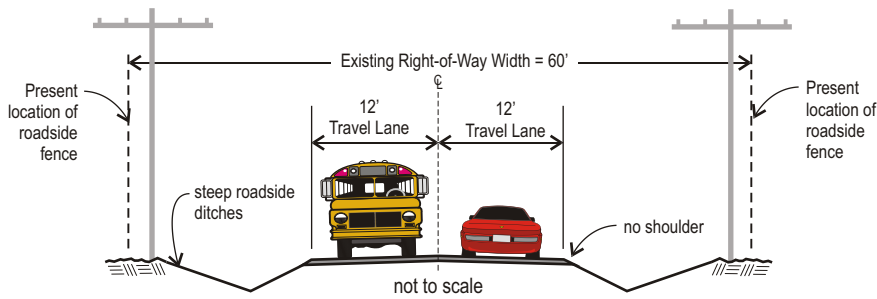 Existing Right-of-Way Width = 60’
℄
Present
location of
roadside
fence
12’
Travel Lane
12’
Travel Lane
Present
location of
roadside
fence
steep roadside
ditches
no shoulder
not to scale